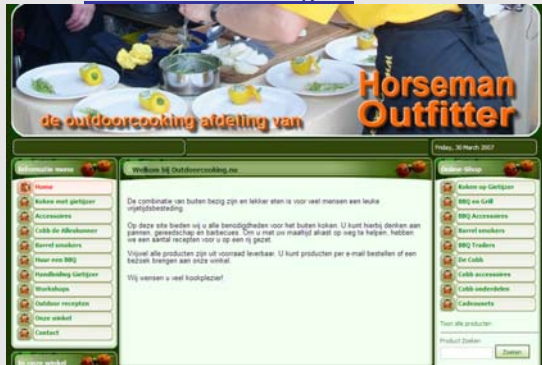 Horseman
Outfitter
de outdoorcooking afdeling van
Friday, 30 March 2007
Informatie menu
Home
Koken met gietijzer
Accessoires
Cobb de Alleskunner
Barrel smokers
Huur een BBQ
Handleiding Gietijzer
Workshops
Outdoor recepten
Onze winkel
Contact
In onze winkel
Welkom bij Outdoorcooking.nu
De combinatie van buiten bezig zijn en lekker eten is voor veel mensen een leuke
vrijetijdsbesteding.
Op deze site bieden wij u alle benodigdheden voor het buiten koken. U kunt hierbij denken aan
pannen, gereedschap en barbecues. Om u met uw maaltijd alvast op weg te helpen, hebben
we een aantal recepten voor u op een rij gezet.
Vrijwel alle producten zijn uit voorraad leverbaar. U kunt producten per e-mail bestellen of een
bezoek brengen aan onze winkel.
Wij wensen u veel kookplezier!
Online-Shop
Koken op Gietijzer
BBQ en Grill
BBQ Accessoires
Barrel smokers
BBQ Trailers
De Cobb
Cobb accessoires
Cobb onderdelen
Cadeausets
Toon alle producten
Product Zoeken
Zoeken